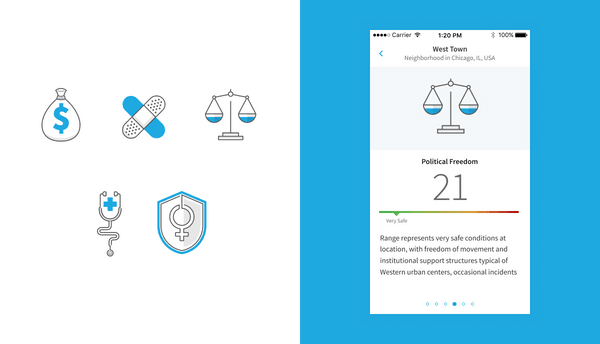 $
Carrier 1:20 PM 100%
West Town
Neighborhood in Chicago, IL, USA
Political Freedom
21
Very Safe
Range represents very safe conditions at
location, with freedom of movement and
institutional support structures typical of
Western urban centers, occasional incidents